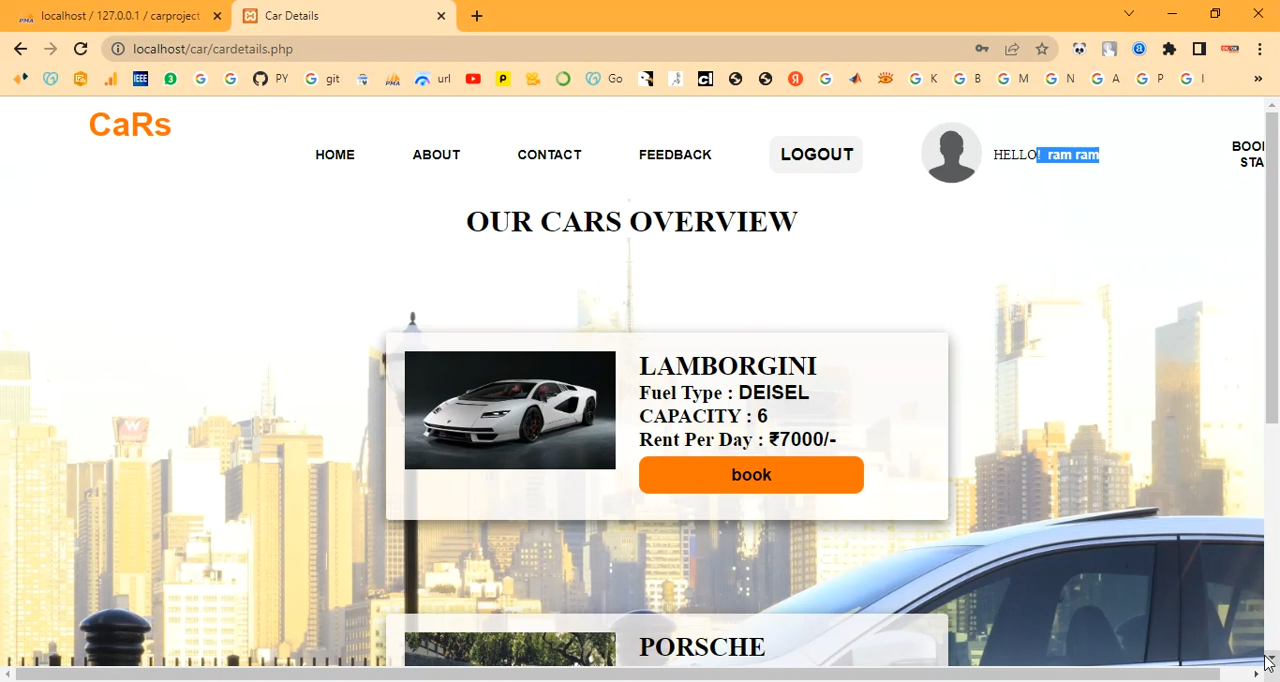 localhost / 127.0.0.1 / carproject
Car Details
localhost/car/cardetails.php
PY
git
url
Go
K
B
M
N
A
P
I
CaRs
HOME
ABOUT
CONTACT
FEEDBACK
LOGOUT
HELLO! ram ram
BOOI
STA
OUR CARS OVERVIEW
LAMBORGINI
Fuel Type : DEISEL
CAPACITY : 6
Rent Per Day : ₹7000/-
book
PORSCHE